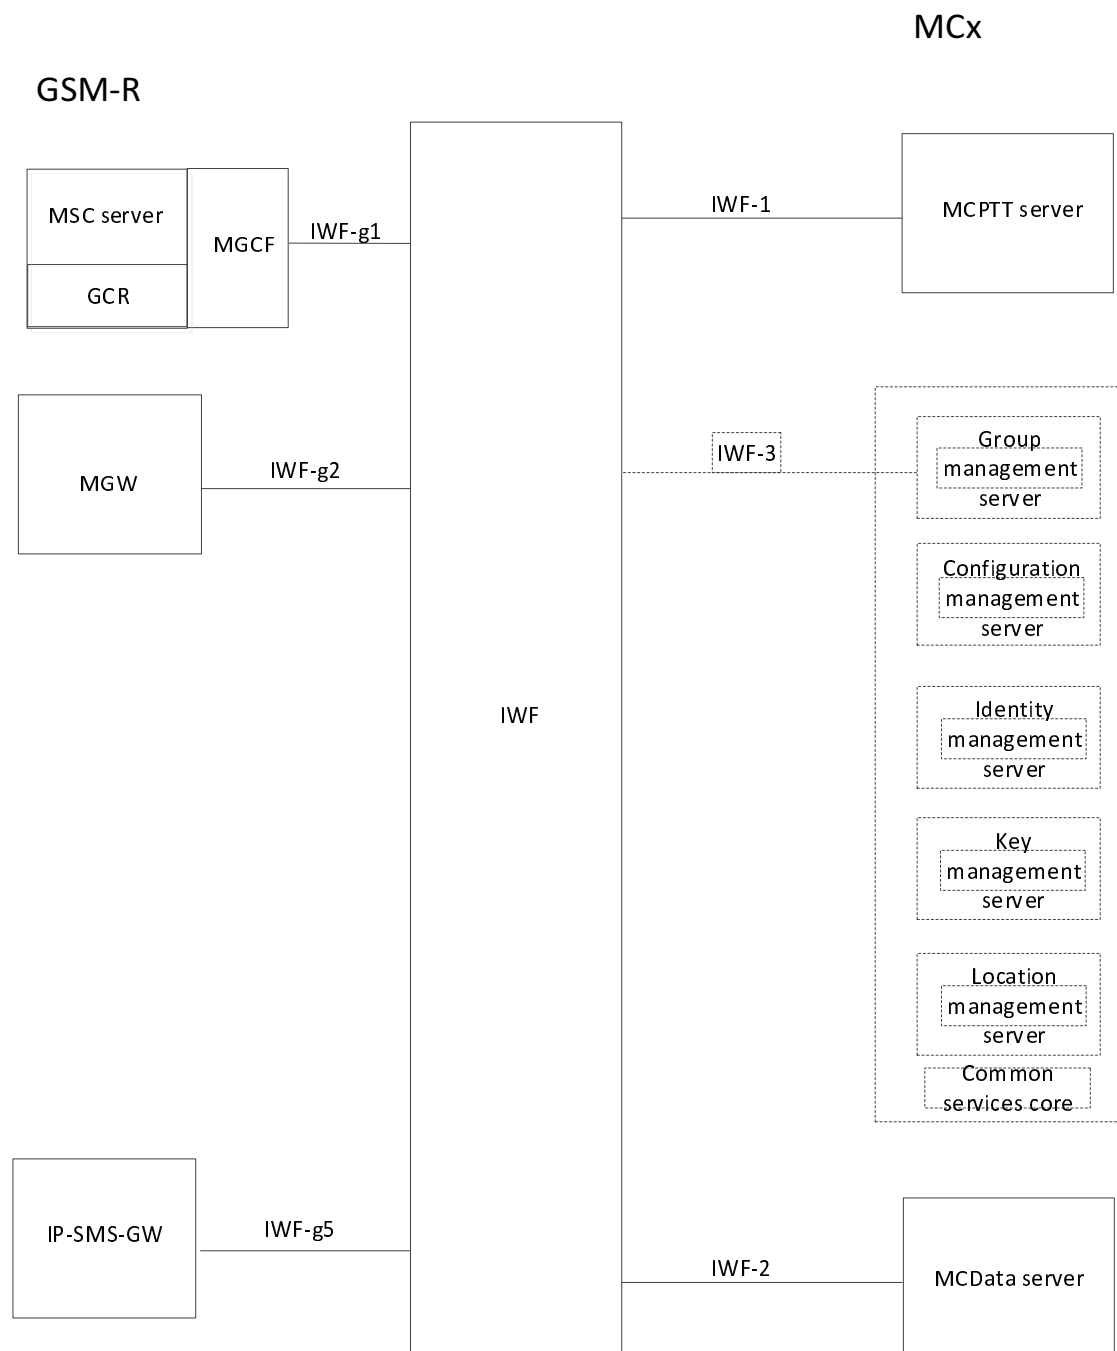 MCx
GSM-R
MSC server
GCR
MGCF
IWF-g1
IWF-1
MCPTT server
MGW
IWF-g2
IWF-3
Group
management
server
Configuration
management
server
Identity
management
server
IWF
Key
management
server
Location
management
server
Common
services core
IP-SMS-GW
IWF-g5
IWF-2
MCData server